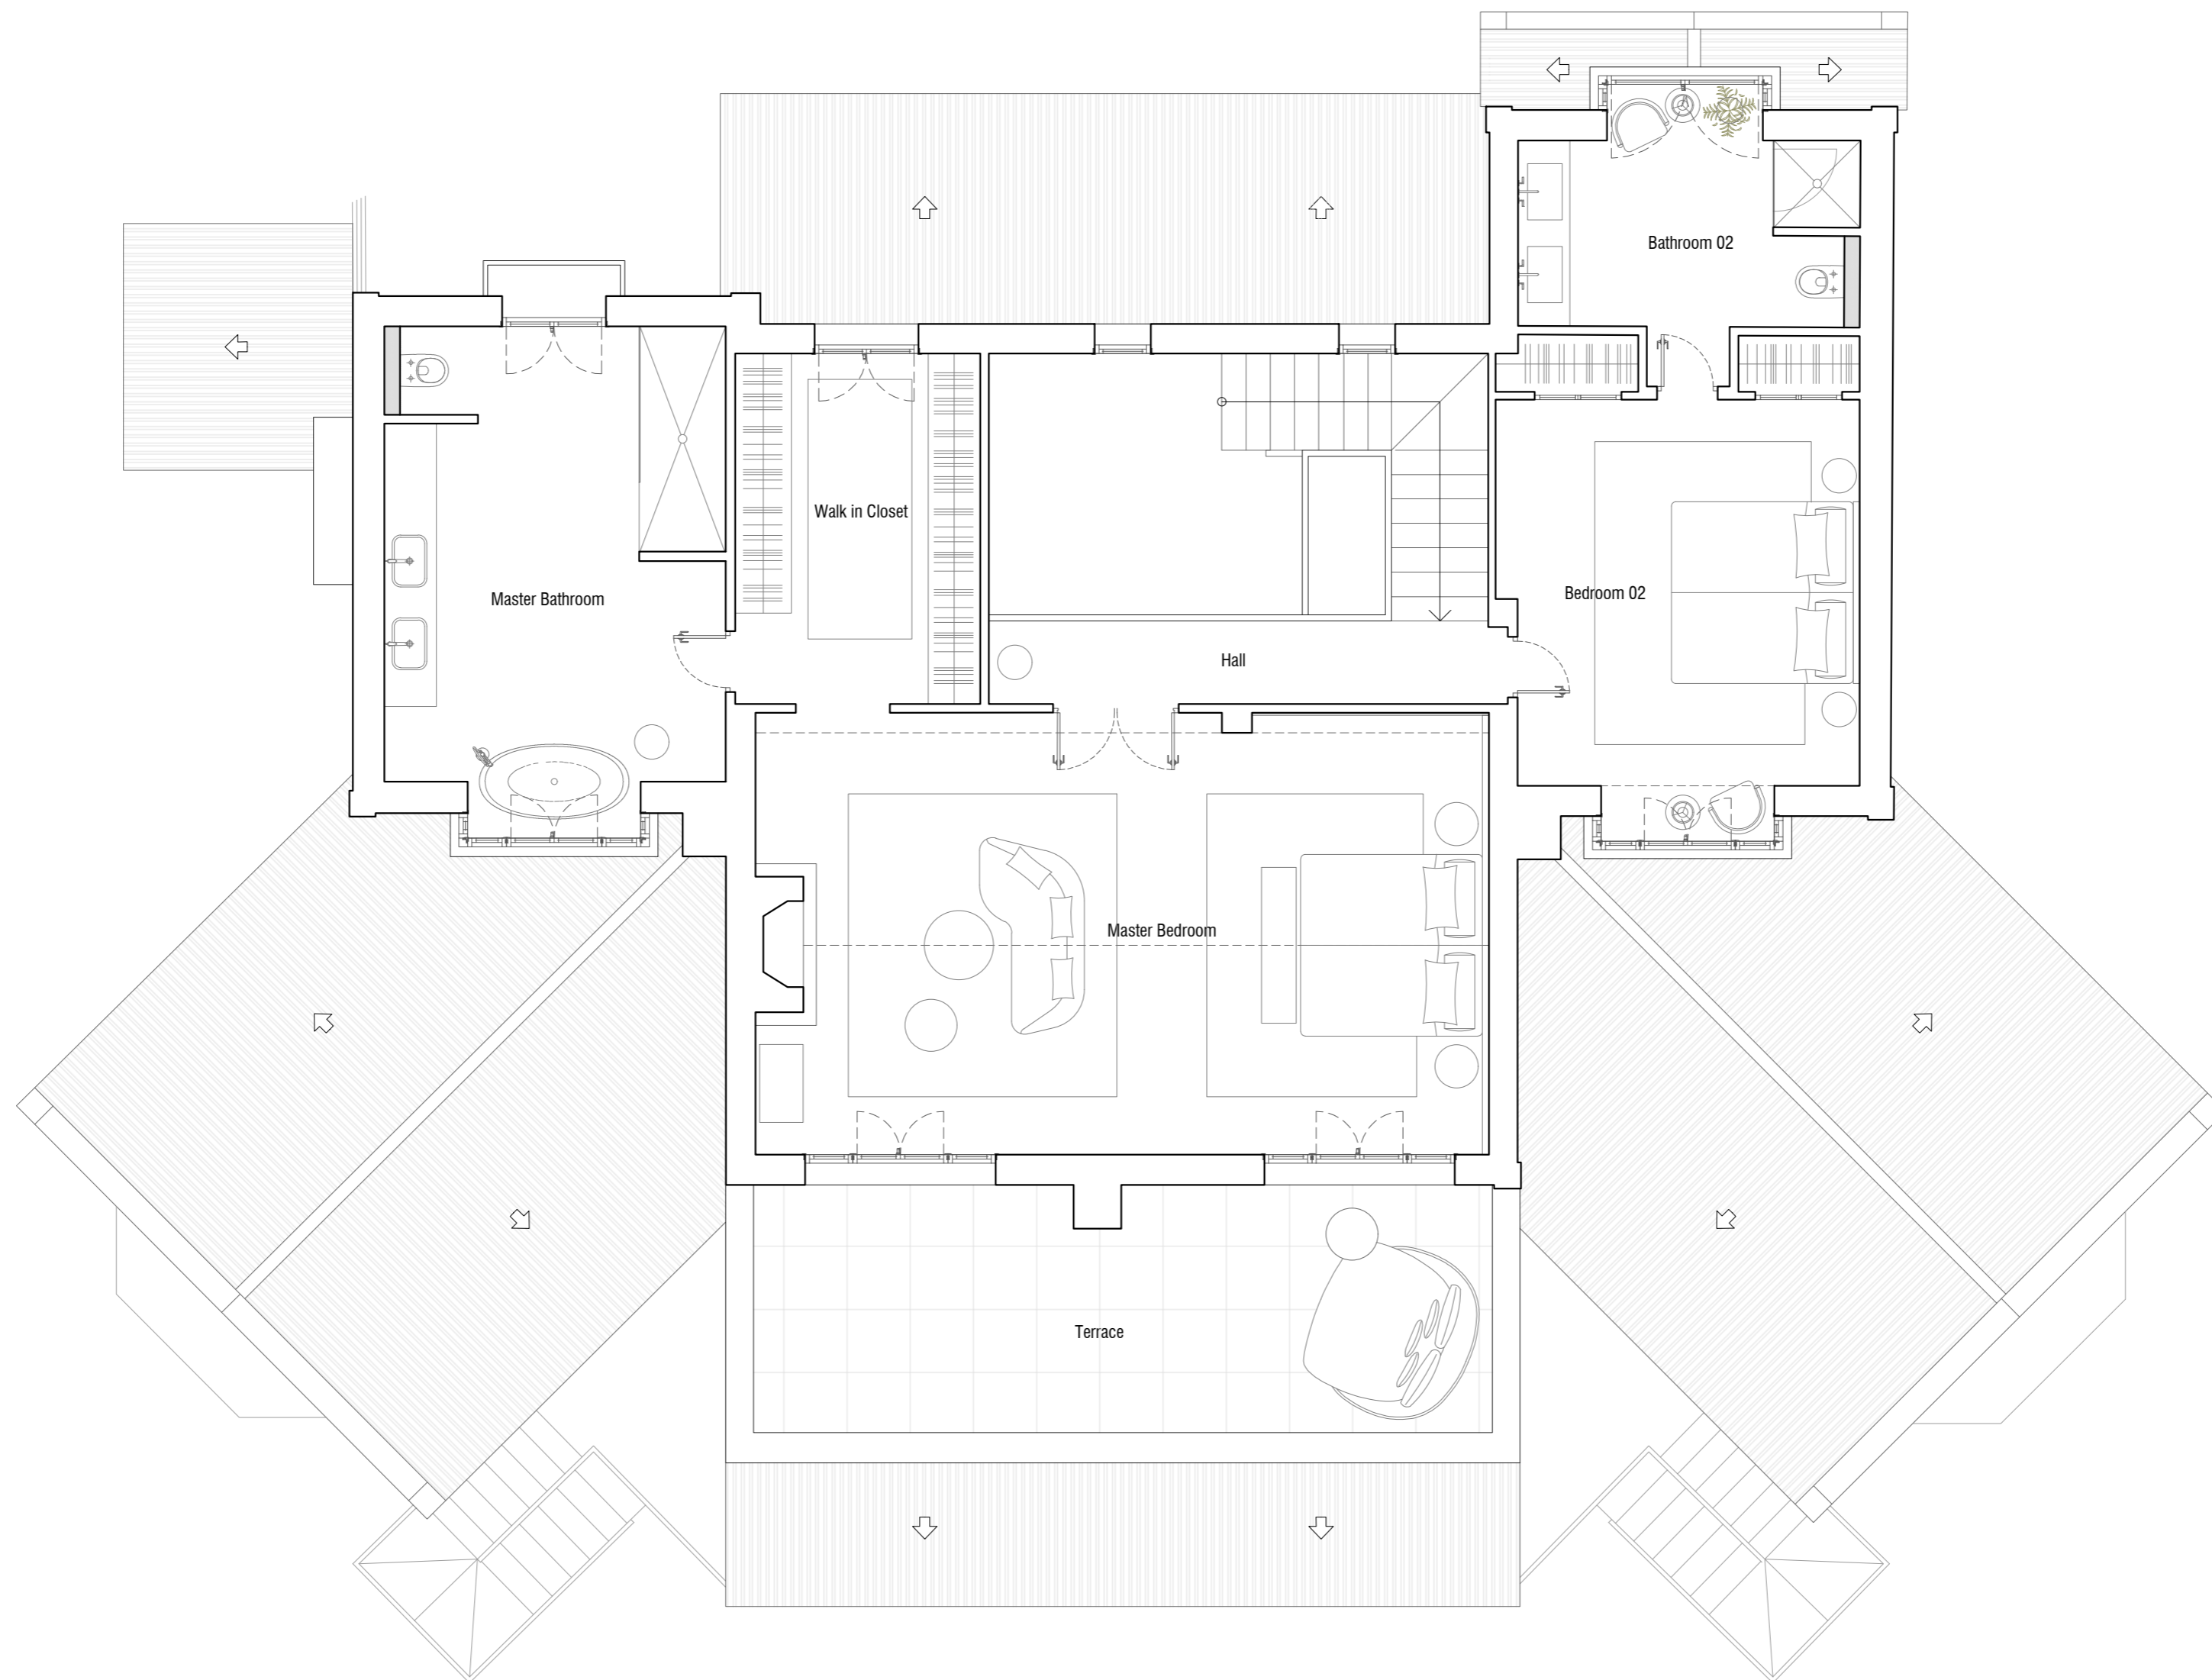 Bathroom 02
Walk in Closet
Master Bathroom
Bedroom 02
Hall
Master Bedroom
Terrace